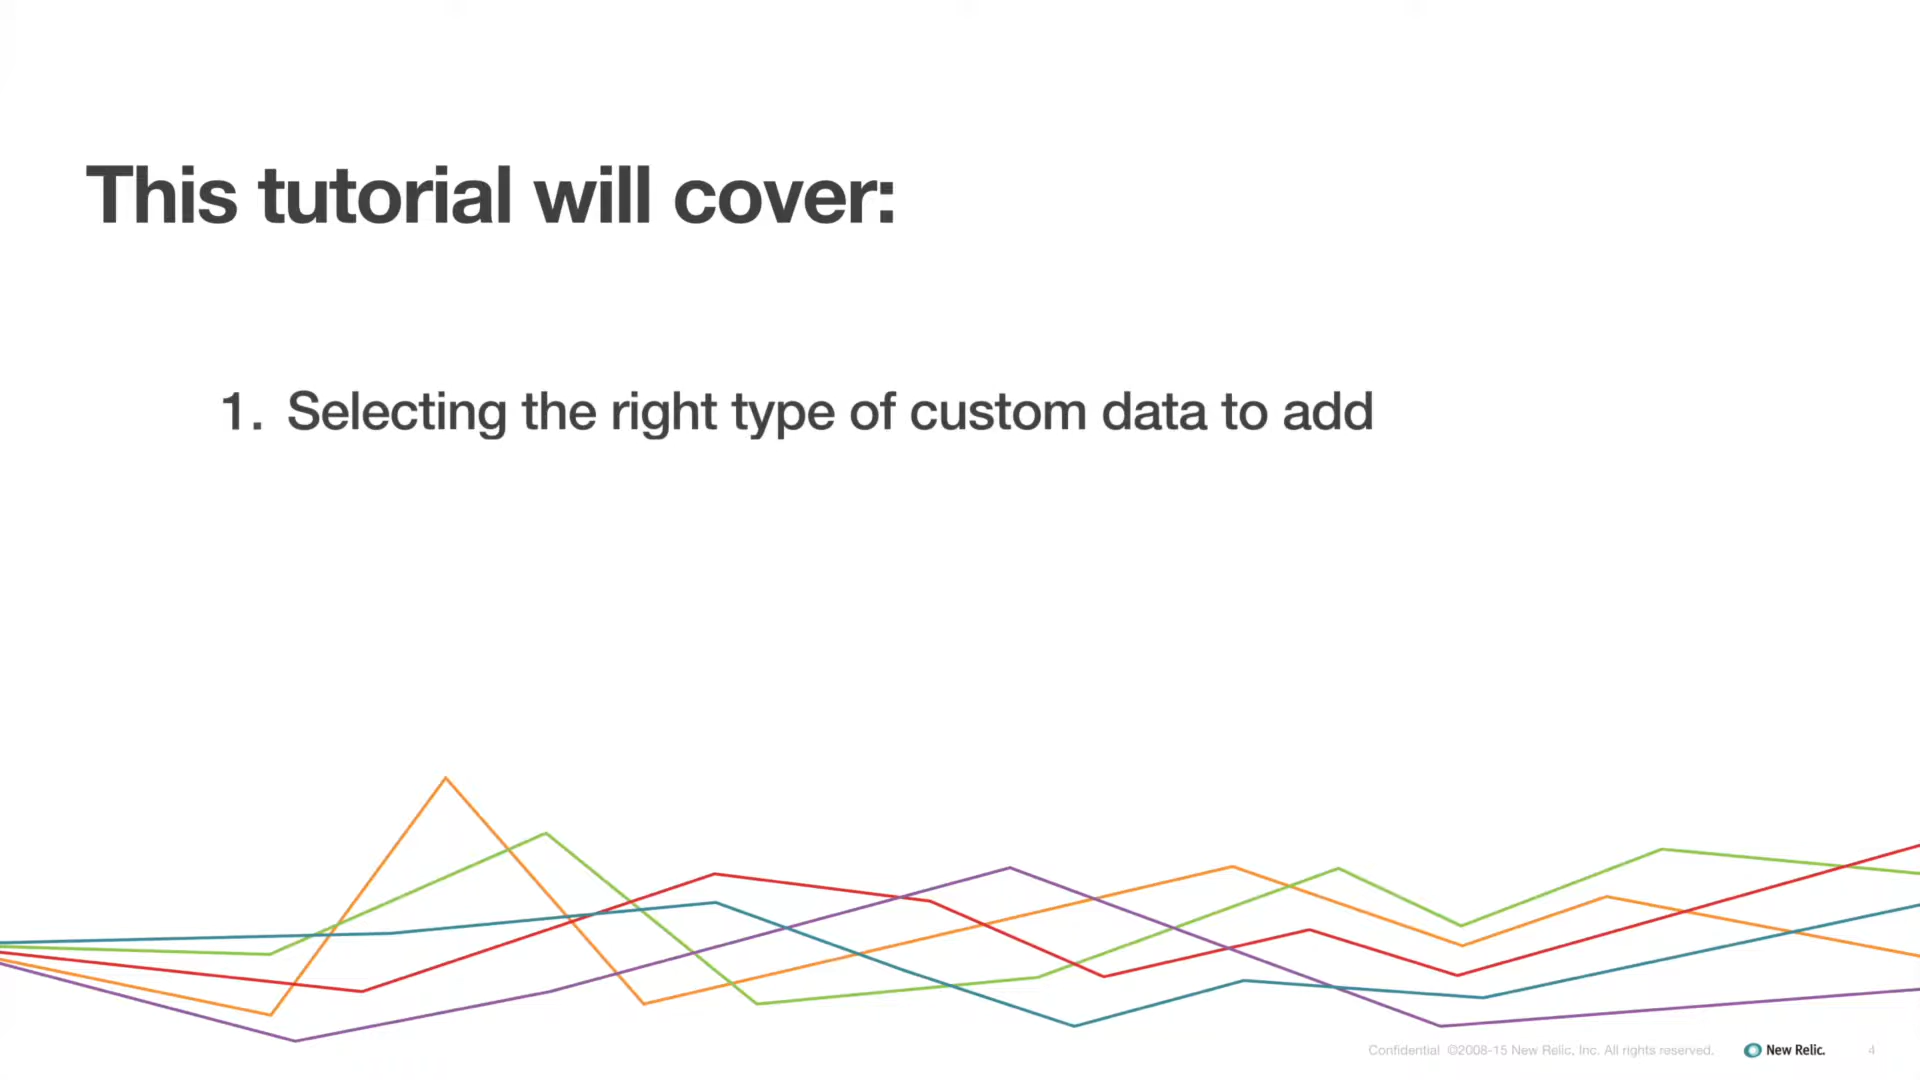 This tutorial will cover:
1. Selecting the right type of custom data to add
Confidential ©2008-15 New Relic, Inc. All rights reserved. New Relic. 4